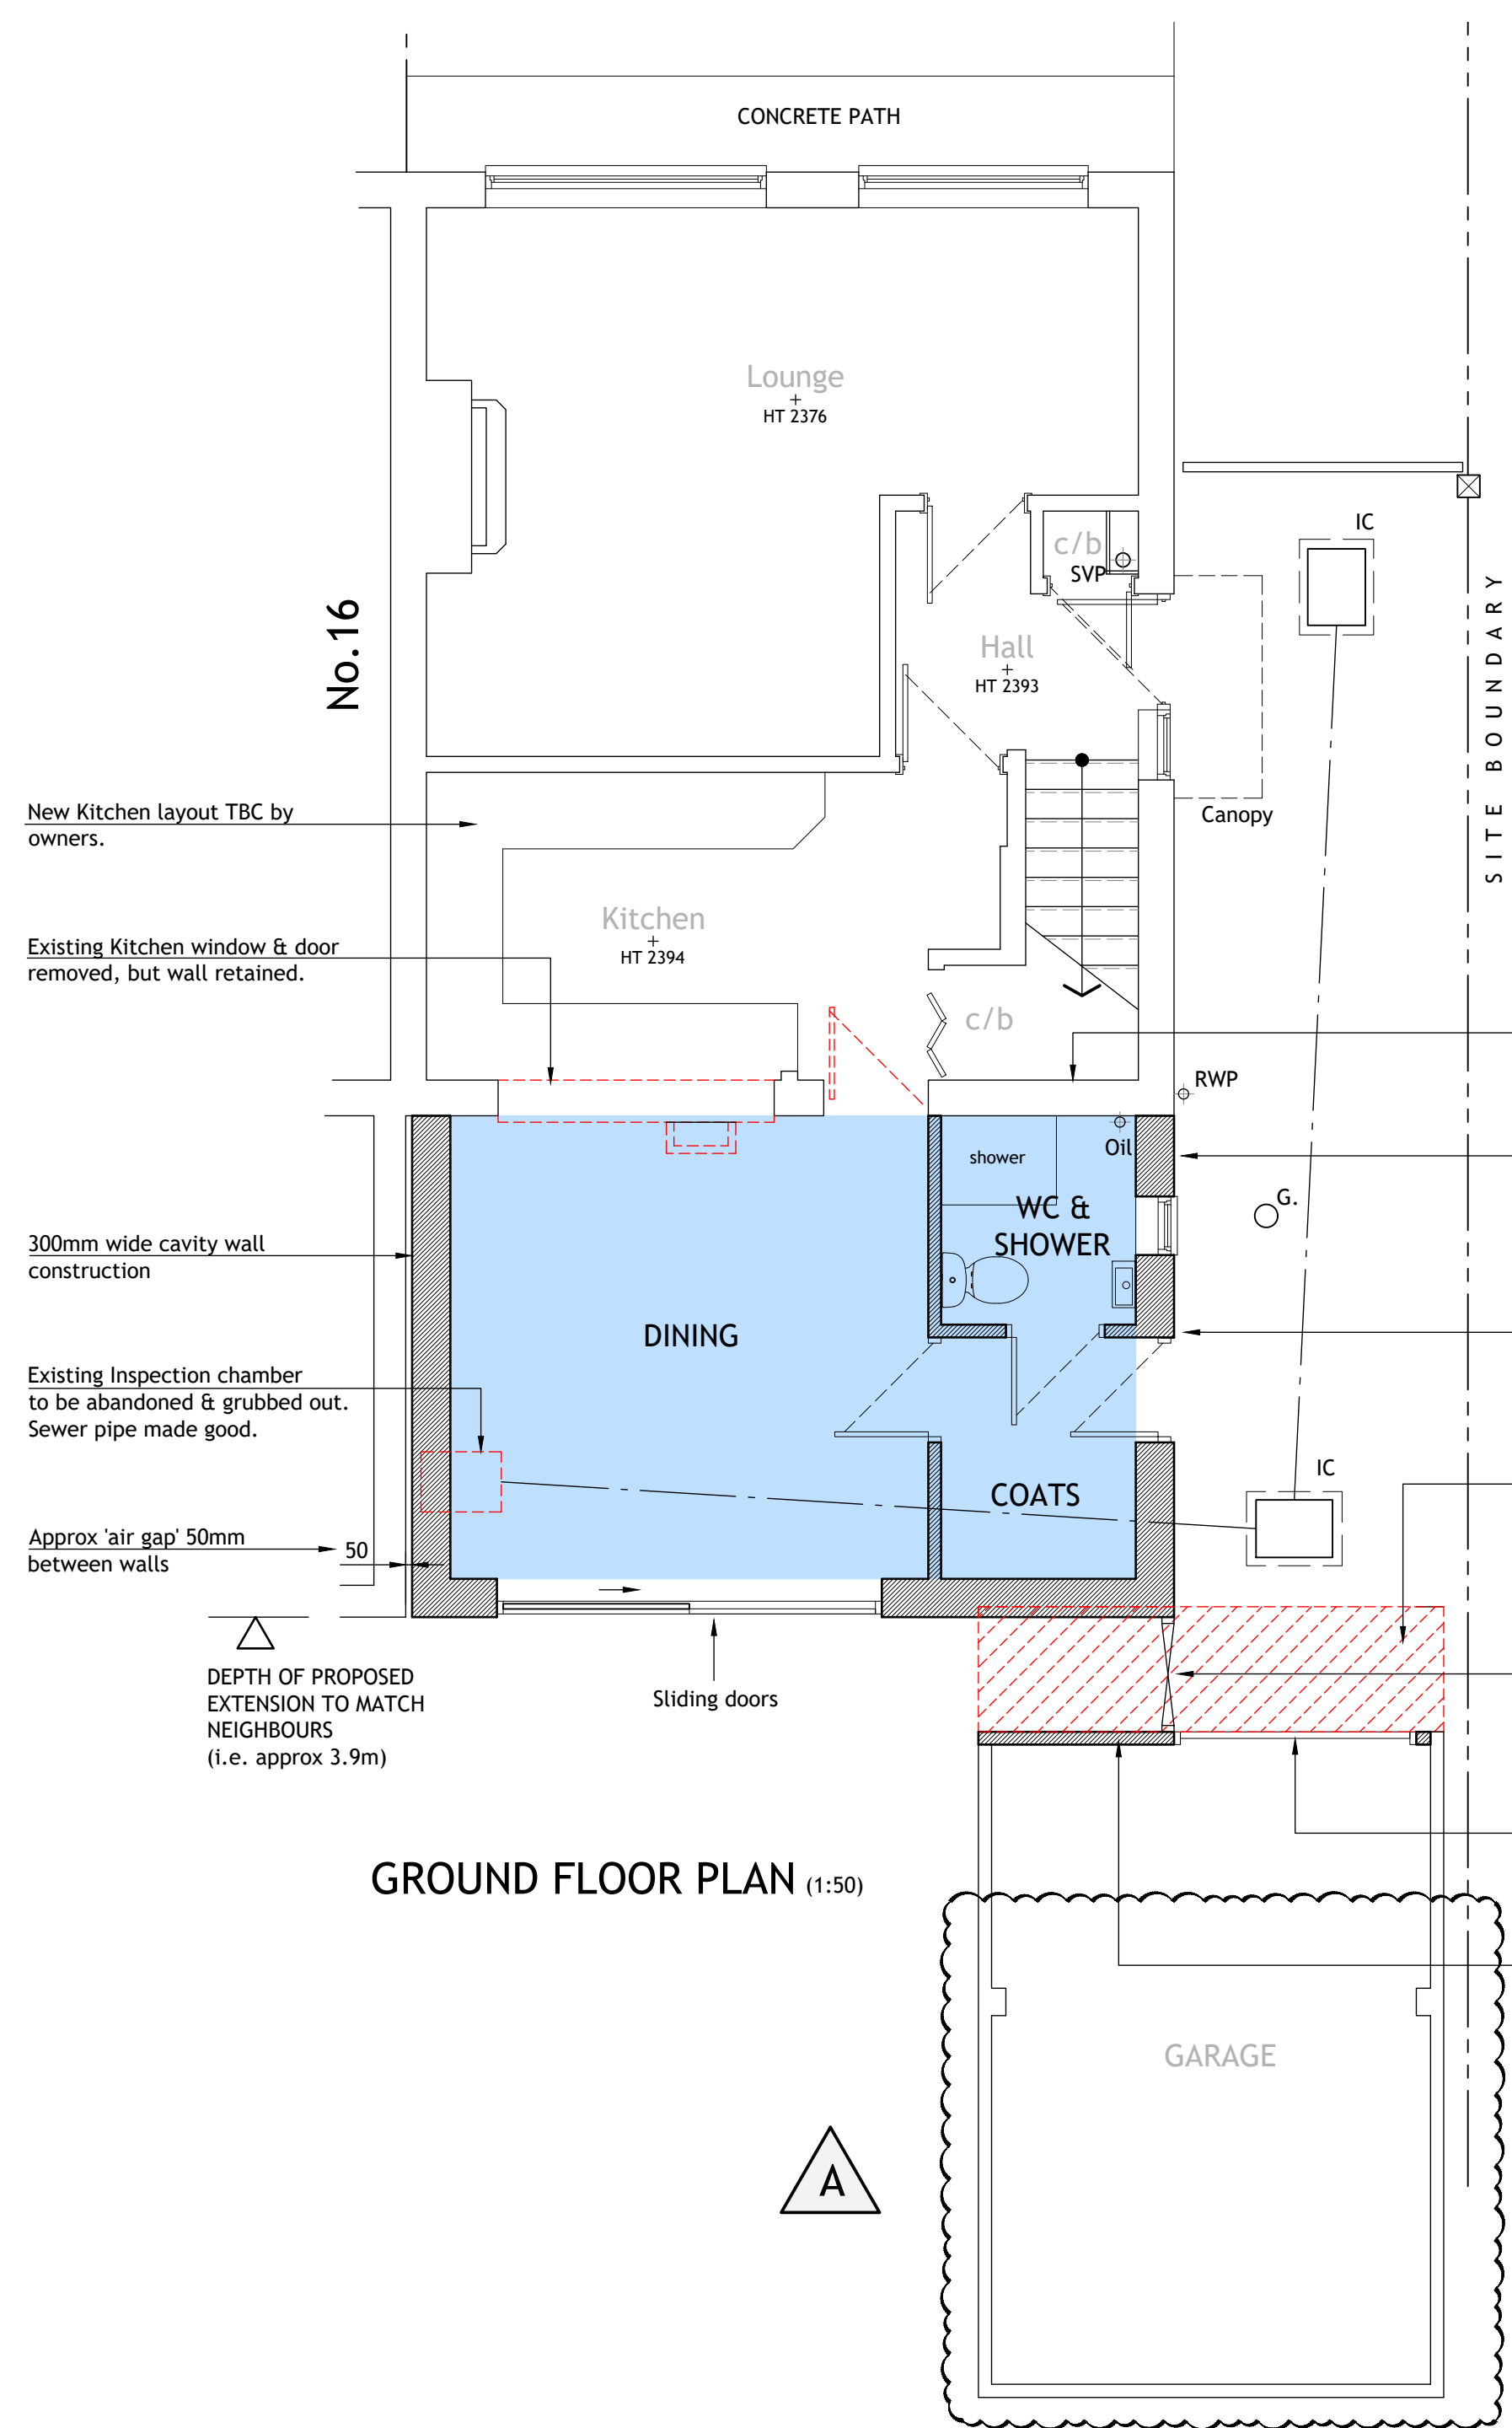 CONCRETE PATH
Lounge
HT 2376
IC
c/b
SVP
No.16
Hall
HT 2393
SITE BOUNDARY
New Kitchen layout TBC by
owners.
Canopy
Kitchen
HT 2394
Existing Kitchen window & door
removed, but wall retained.
c/b
RWP
Oil
shower
WC &
SHOWER
G.
300mm wide cavity wall
construction
DINING
Existing Inspection chamber
to be abandoned & grubbed out.
Sewer pipe made good.
IC
COATS
Approx 'air gap' 50mm
between walls
50
DEPTH OF PROPOSED
EXTENSION TO MATCH
NEIGHBOURS
(i.e. approx 3.9m)
Sliding doors
GROUND FLOOR PLAN (1:50)
GARAGE
A